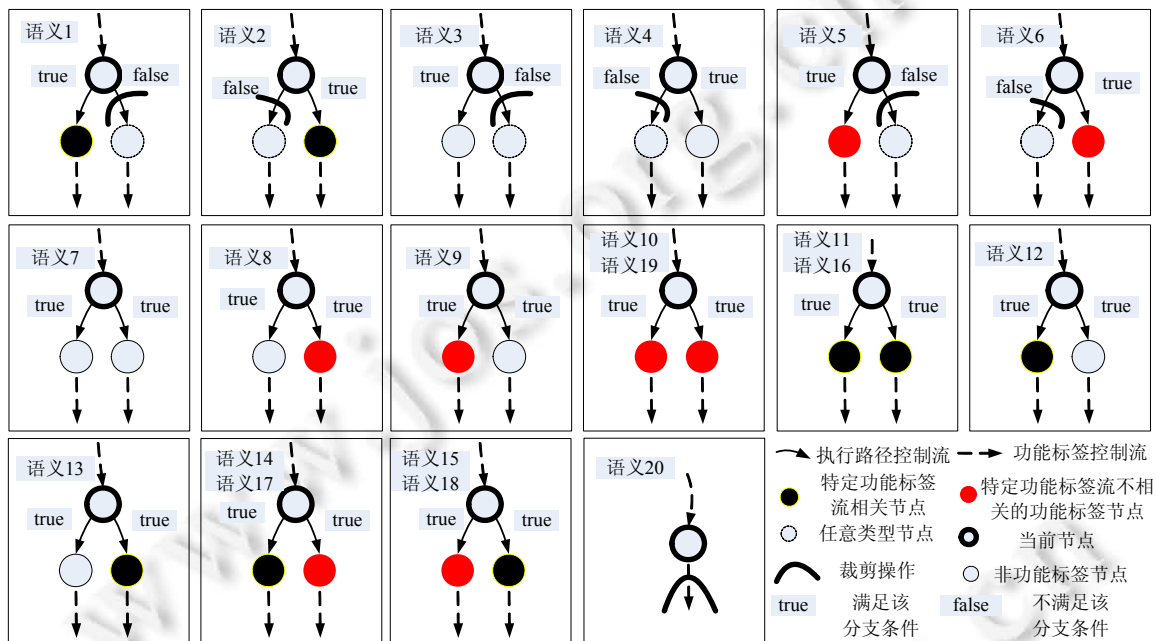 语义1
true
false
语义2
false
true
语义3
true
false
语义4
false
true
语义5
true
false
语义6
false
true
语义7
true
true
语义8
true
true
语义9
true
true
语义10
语义19
true
true
语义11
语义16
true
true
语义12
true
true
语义13
true
true
语义14
语义17
true
true
语义15
语义18
true
true
语义20
执行路径控制流
功能标签控制流
特定功能标签
流相关节点
特定功能标签流不相
关的功能标签节点
任意类型节点
当前节点
裁剪操作
非功能标签节点
true
满足该
分支条件
false
不满足该
分支条件
www.jos.org.cn